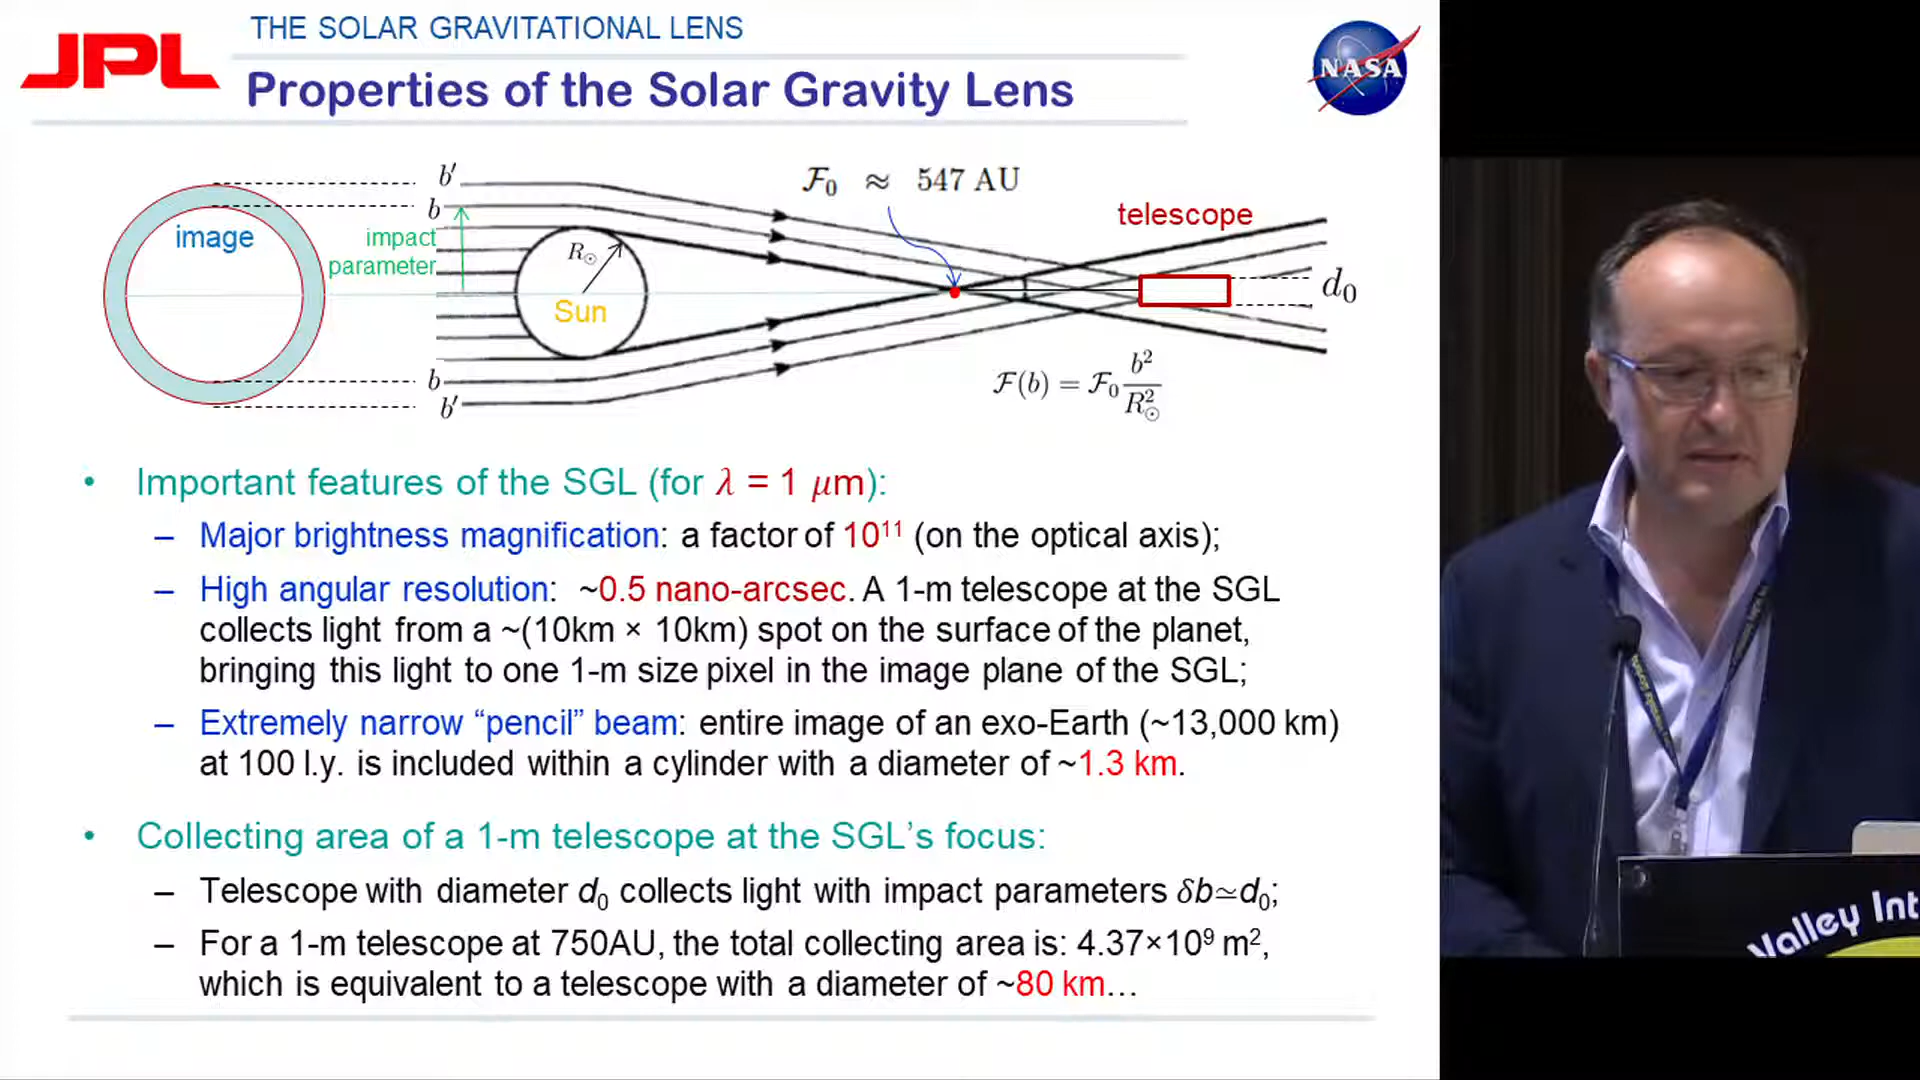 THE SOLAR GRAVITATIONAL LENS
JPL
Properties of the Solar Gravity Lens
NASA
b′
b
image
impact
parameter
R☉
Sun
b
b′
F₀ ≈ 547 AU
telescope
d₀
F(b) = F₀ b²/R☉²
• Important features of the SGL (for λ = 1 μm):
– Major brightness magnification: a factor of 10¹¹ (on the optical axis);
– High angular resolution: ~0.5 nano-arcsec. A 1-m telescope at the SGL
collects light from a ~(10km × 10km) spot on the surface of the planet,
bringing this light to one 1-m size pixel in the image plane of the SGL;
– Extremely narrow “pencil” beam: entire image of an exo-Earth (~13,000 km)
at 100 l.y. is included within a cylinder with a diameter of ~1.3 km.
• Collecting area of a 1-m telescope at the SGL’s focus:
– Telescope with diameter d₀ collects light with impact parameters δb≃d₀;
– For a 1-m telescope at 750AU, the total collecting area is: 4.37×10⁹ m²,
which is equivalent to a telescope with a diameter of ~80 km…
Valley Int